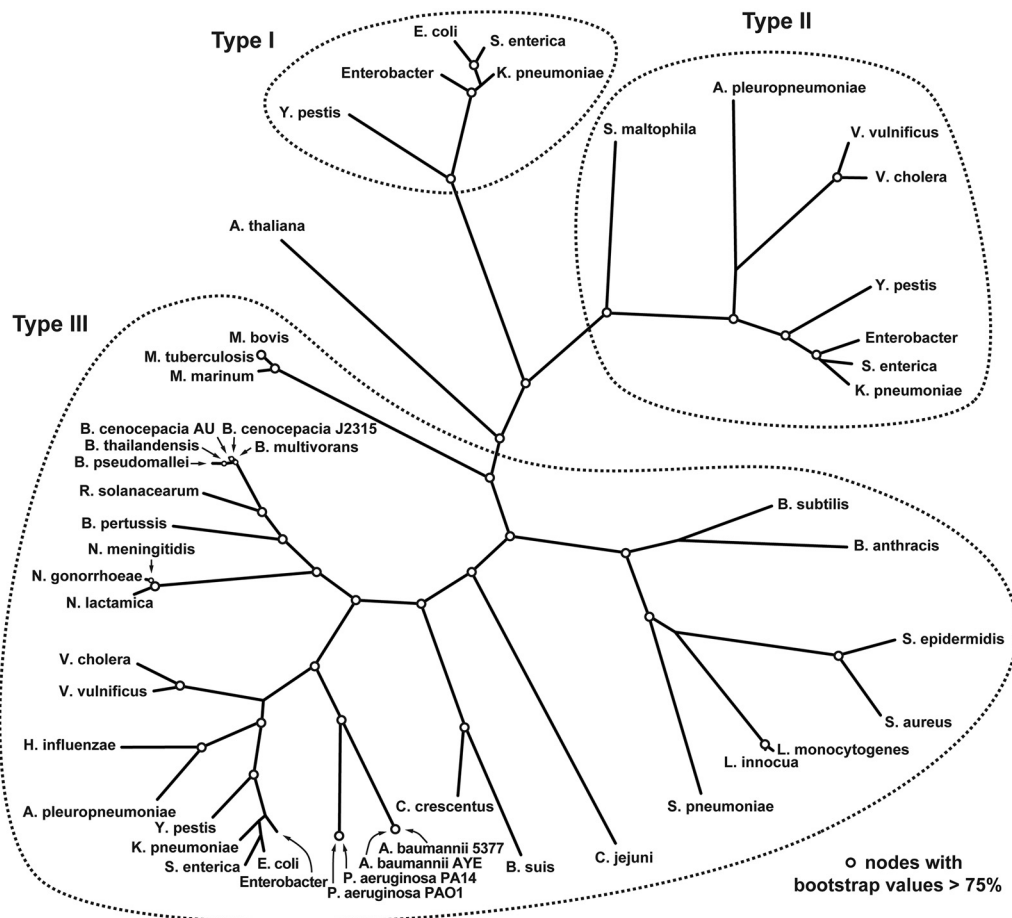 Type I
E. coli
S. enterica
Enterobacter
K. pneumoniae
Y. pestis
Type II
A. pleuropneumoniae
S. maltophila
V. vulnificus
V. cholera
Y. pestis
Enterobacter
S. enterica
K. pneumoniae
A. thaliana
Type III
M. bovis
M. tuberculosis
M. marinum
B. cenocepacia AU
B. cenocepacia J2315
B. thailandensis
B. multivorans
B. pseudomallei
R. solanacearum
B. pertussis
N. meningitidis
N. gonorrhoeae
N. lactamica
V. cholera
V. vulnificus
H. influenzae
A. pleuropneumoniae
Y. pestis
K. pneumoniae
S. enterica
E. coli
Enterobacter
P. aeruginosa PAO1
P. aeruginosa PA14
A. baumannii AYE
A. baumannii 5377
C. crescentus
B. suis
C. jejuni
B. subtilis
B. anthracis
S. epidermidis
S. aureus
L. monocytogenes
L. innocua
S. pneumoniae
nodes with
bootstrap values > 75%